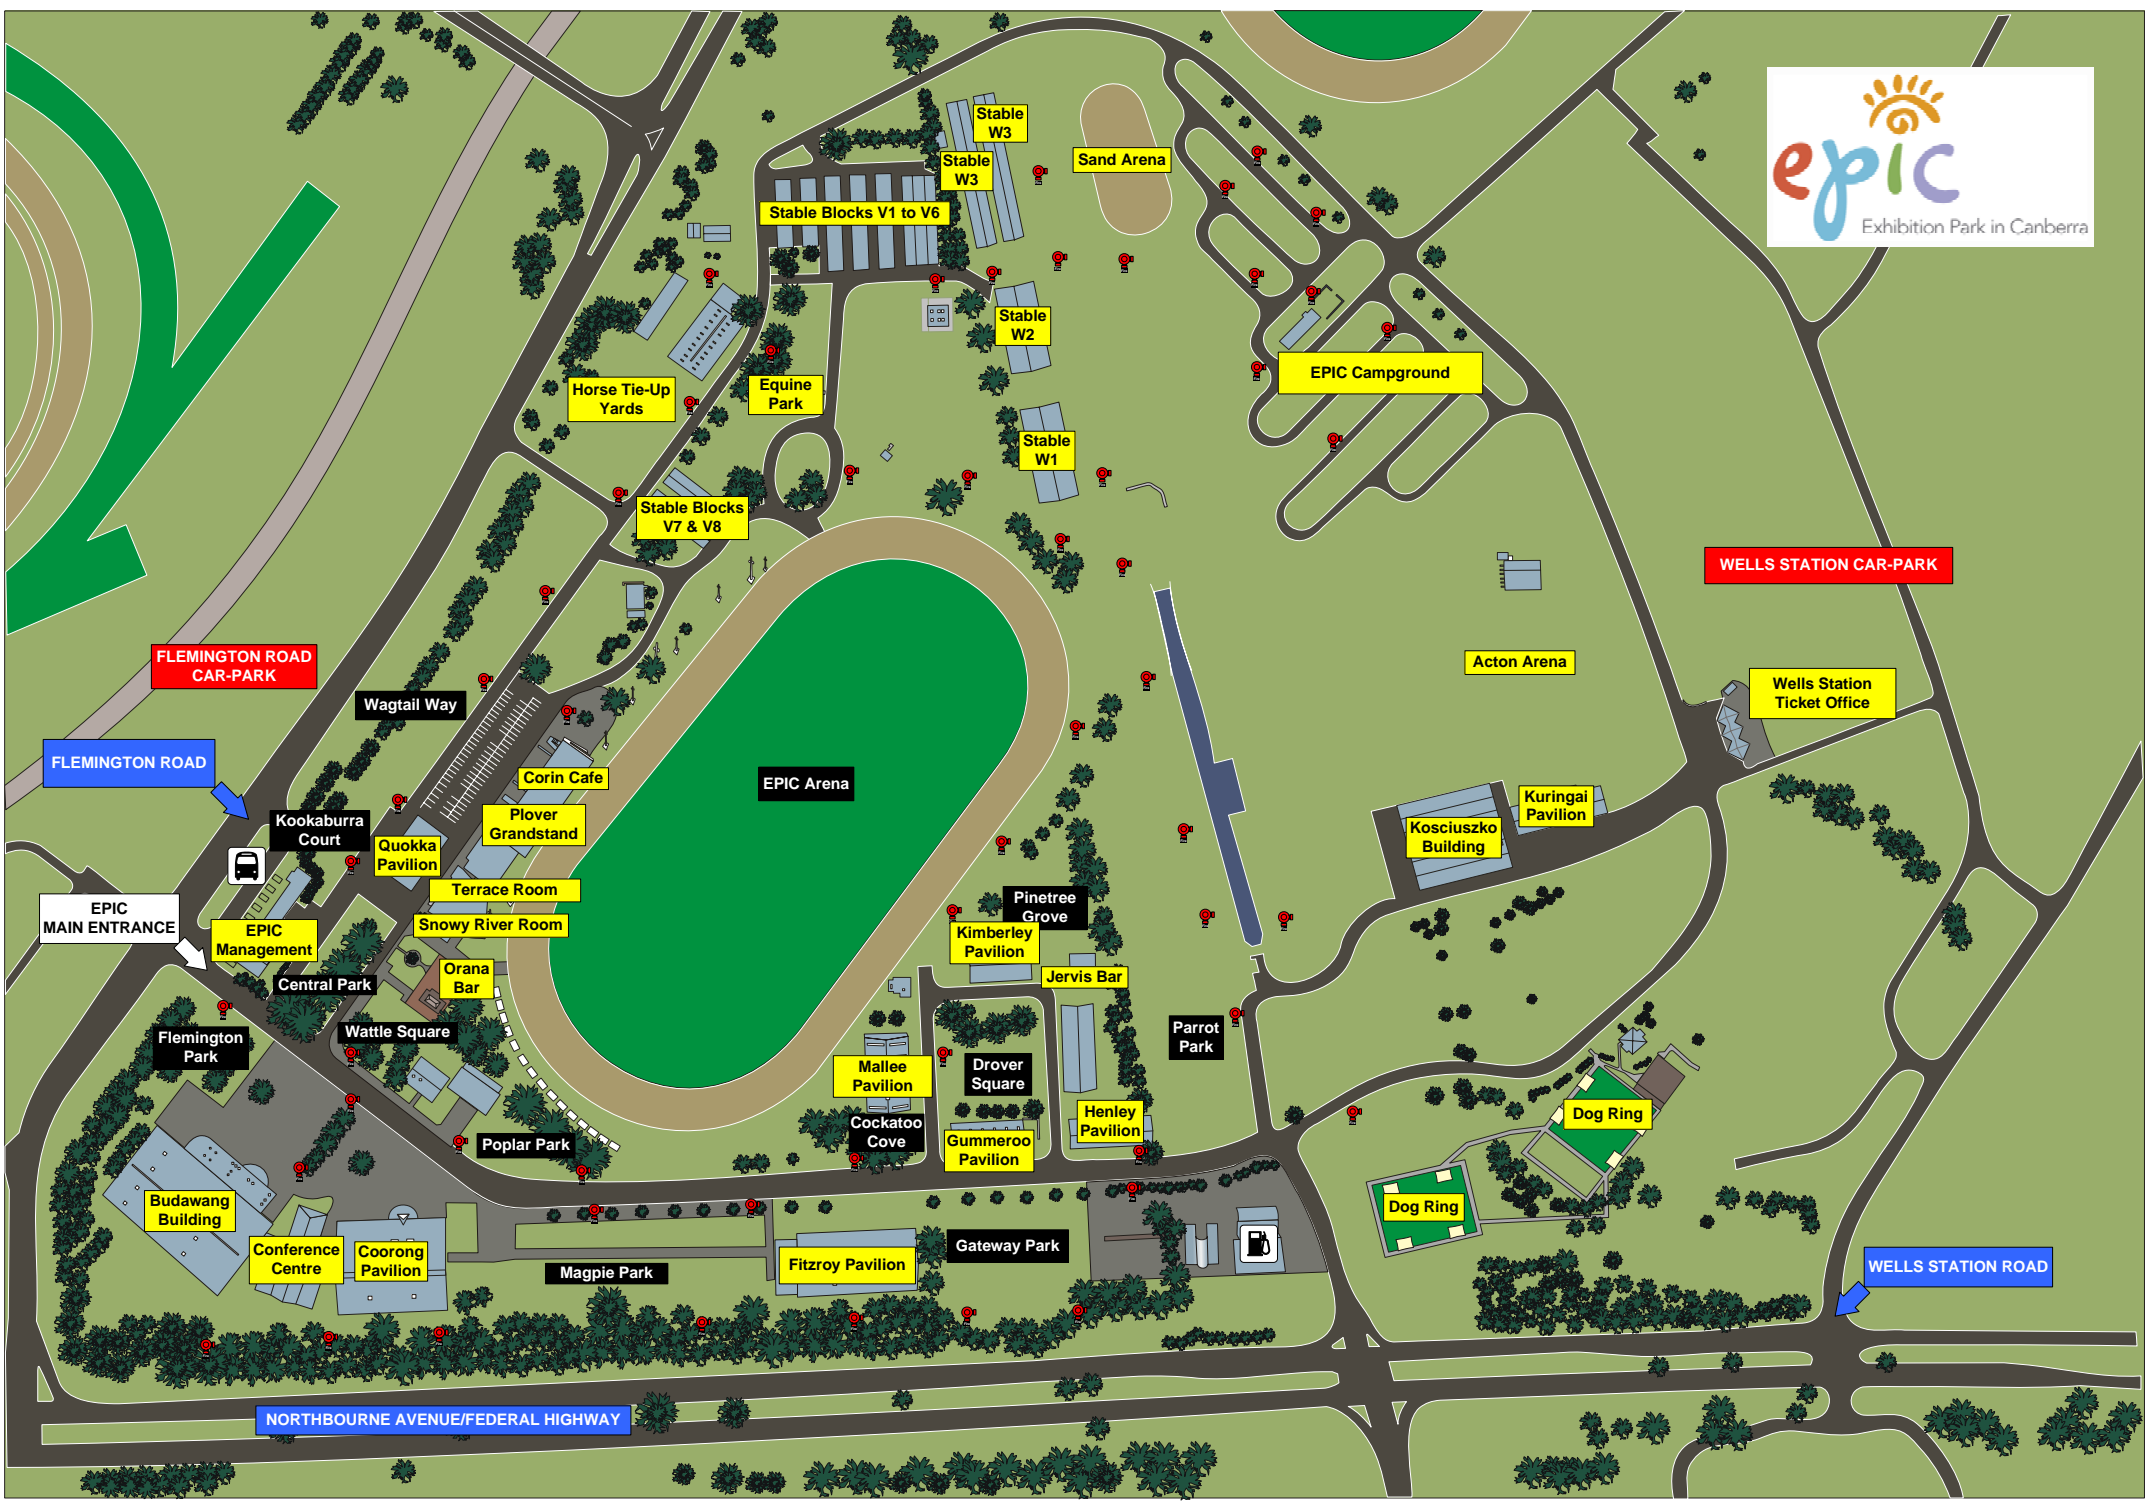 Stable
W3
Stable
W3
Sand Arena
epic
Exhibition Park in Canberra
Stable Blocks V1 to V6
Stable
W2
EPIC Campground
Horse Tie-Up
Yards
Equine
Park
Stable
W1
Stable Blocks
V7 & V8
WELLS STATION CAR-PARK
FLEMINGTON ROAD
CAR-PARK
Acton Arena
Wells Station
Ticket Office
Wagtail Way
FLEMINGTON ROAD
Corin Cafe
EPIC Arena
Kookaburra
Court
Plover
Grandstand
Kuringai
Pavilion
Quokka
Pavilion
Kosciuszko
Building
Terrace Room
EPIC
MAIN ENTRANCE
Snowy River Room
Pinetree
Grove
EPIC
Management
Kimberley
Pavilion
Orana
Bar
Jervis Bar
Central Park
Wattle Square
Flemington
Park
Parrot
Park
Mallee
Pavilion
Drover
Square
Dog Ring
Henley
Pavilion
Cockatoo
Cove
Poplar Park
Gummeroo
Pavilion
Budawang
Building
Dog Ring
Conference
Centre
Coorong
Pavilion
Gateway Park
Fitzroy Pavilion
Magpie Park
WELLS STATION ROAD
NORTHBOURNE AVENUE/FEDERAL HIGHWAY